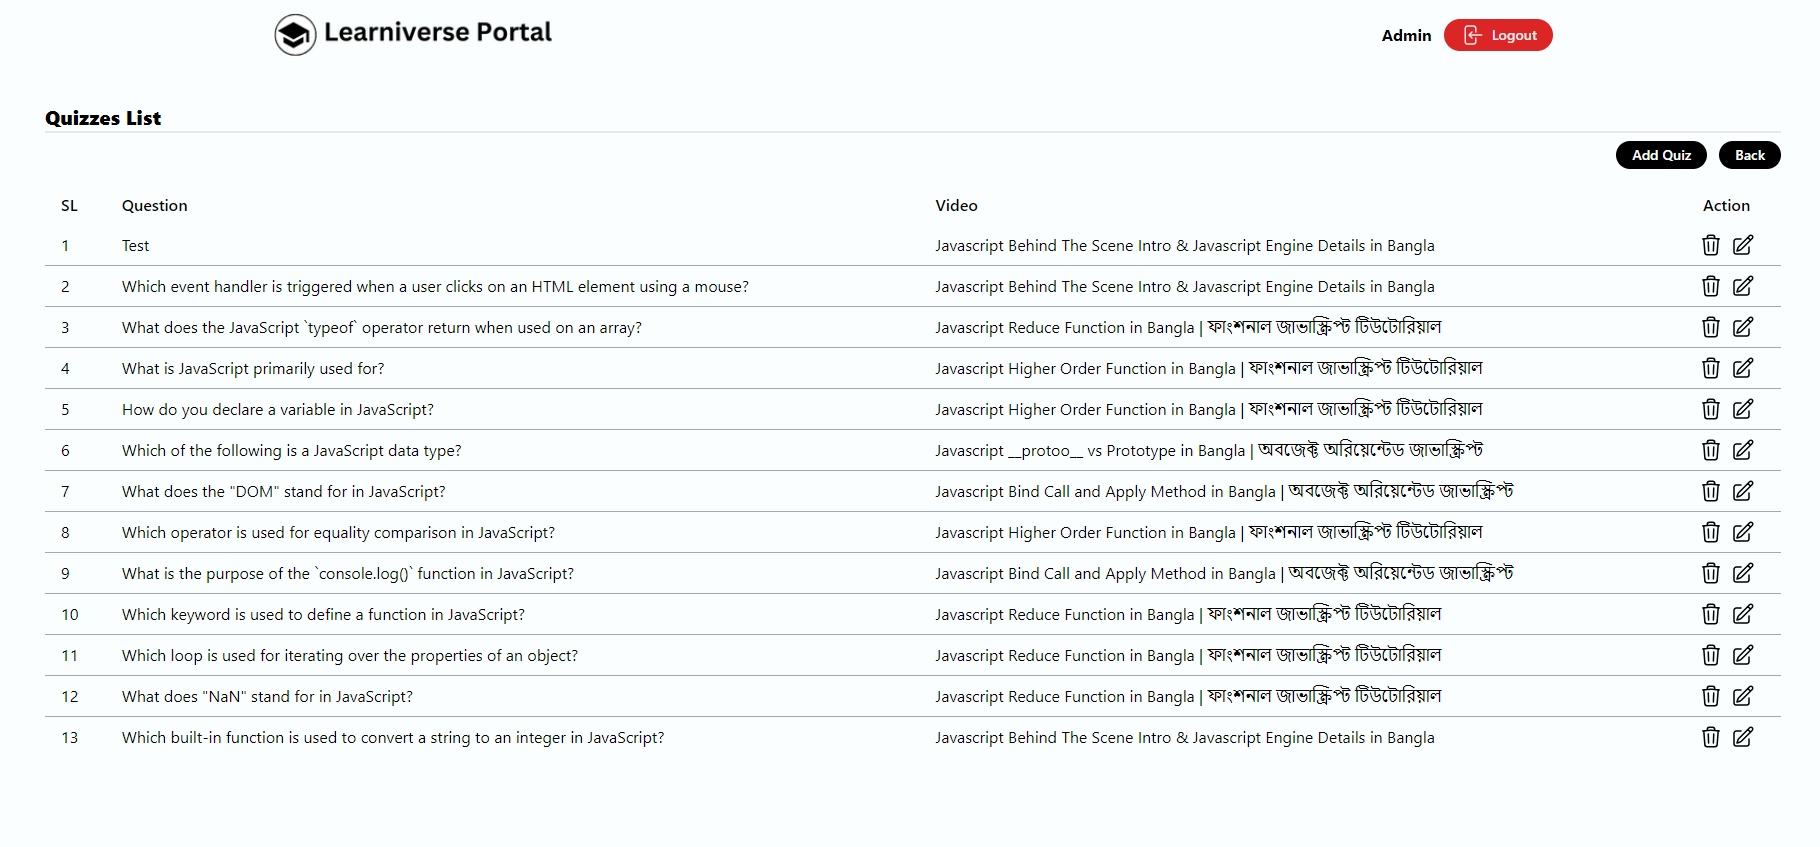 Learniverse Portal
Admin Logout
Quizzes List
Add Quiz Back
SL Question Video Action
1 Test Javascript Behind The Scene Intro & Javascript Engine Details in Bangla
2 Which event handler is triggered when a user clicks on an HTML element using a mouse? Javascript Behind The Scene Intro & Javascript Engine Details in Bangla
3 What does the JavaScript `typeof` operator return when used on an array? Javascript Reduce Function in Bangla | ফাংশনাল জাভাস্ক্রিপ্ট টিউটোরিয়াল
4 What is JavaScript primarily used for? Javascript Higher Order Function in Bangla | ফাংশনাল জাভাস্ক্রিপ্ট টিউটোরিয়াল
5 How do you declare a variable in JavaScript? Javascript Higher Order Function in Bangla | ফাংশনাল জাভাস্ক্রিপ্ট টিউটোরিয়াল
6 Which of the following is a JavaScript data type? Javascript __protoo__ vs Prototype in Bangla | অবজেক্ট অরিয়েন্টেড জাভাস্ক্রিপ্ট
7 What does the "DOM" stand for in JavaScript? Javascript Bind Call and Apply Method in Bangla | অবজেক্ট অরিয়েন্টেড জাভাস্ক্রিপ্ট
8 Which operator is used for equality comparison in JavaScript? Javascript Higher Order Function in Bangla | ফাংশনাল জাভাস্ক্রিপ্ট টিউটোরিয়াল
9 What is the purpose of the `console.log()` function in JavaScript? Javascript Bind Call and Apply Method in Bangla | অবজেক্ট অরিয়েন্টেড জাভাস্ক্রিপ্ট
10 Which keyword is used to define a function in JavaScript? Javascript Reduce Function in Bangla | ফাংশনাল জাভাস্ক্রিপ্ট টিউটোরিয়াল
11 Which loop is used for iterating over the properties of an object? Javascript Reduce Function in Bangla | ফাংশনাল জাভাস্ক্রিপ্ট টিউটোরিয়াল
12 What does "NaN" stand for in JavaScript? Javascript Reduce Function in Bangla | ফাংশনাল জাভাস্ক্রিপ্ট টিউটোরিয়াল
13 Which built-in function is used to convert a string to an integer in JavaScript? Javascript Behind The Scene Intro & Javascript Engine Details in Bangla